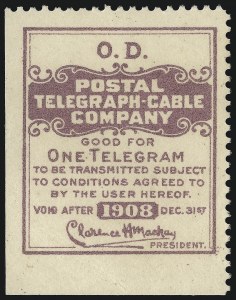 O. D.
POSTAL
TELEGRAPH-CABLE
COMPANY
GOOD FOR
ONE TELEGRAM
TO BE TRANSMITTED SUBJECT
TO CONDITIONS AGREED TO
BY THE USER HEREOF.
VOID AFTER 1908 DEC. 31ST
Clarence H Mackay
PRESIDENT.